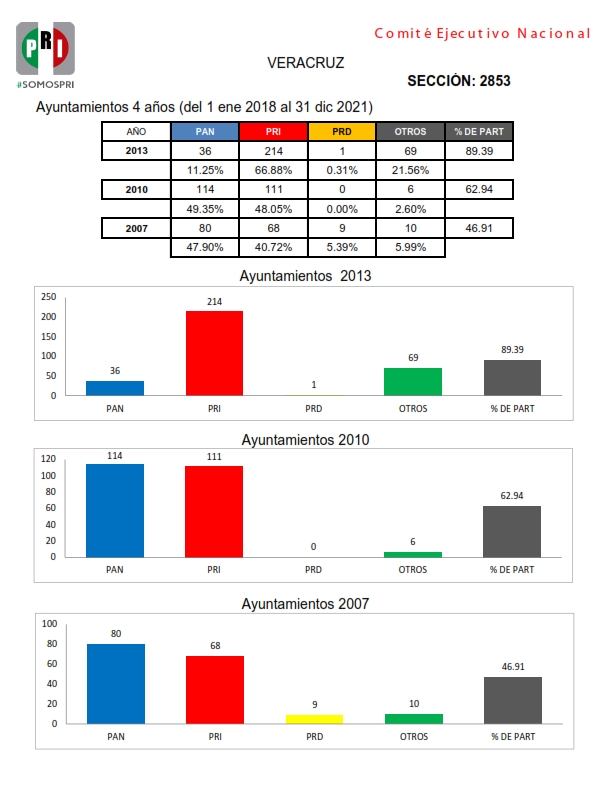 Comité Ejecutivo Nacional
PRI
#SOMOSPRI
VERACRUZ
SECCIÓN: 2853
Ayuntamientos 4 años (del 1 ene 2018 al 31 dic 2021)
AÑO PAN PRI PRD OTROS % DE PART
2013 36 214 1 69 89.39
11.25% 66.88% 0.31% 21.56%
2010 114 111 0 6 62.94
49.35% 48.05% 0.00% 2.60%
2007 80 68 9 10 46.91
47.90% 40.72% 5.39% 5.99%
Ayuntamientos 2013
250
200
150
100
50
0
36 214 1 69 89.39
PAN PRI PRD OTROS % DE PART
Ayuntamientos 2010
120
100
80
60
40
20
0
114 111 0 6 62.94
PAN PRI PRD OTROS % DE PART
Ayuntamientos 2007
100
80
60
40
20
0
80 68 9 10 46.91
PAN PRI PRD OTROS % DE PART